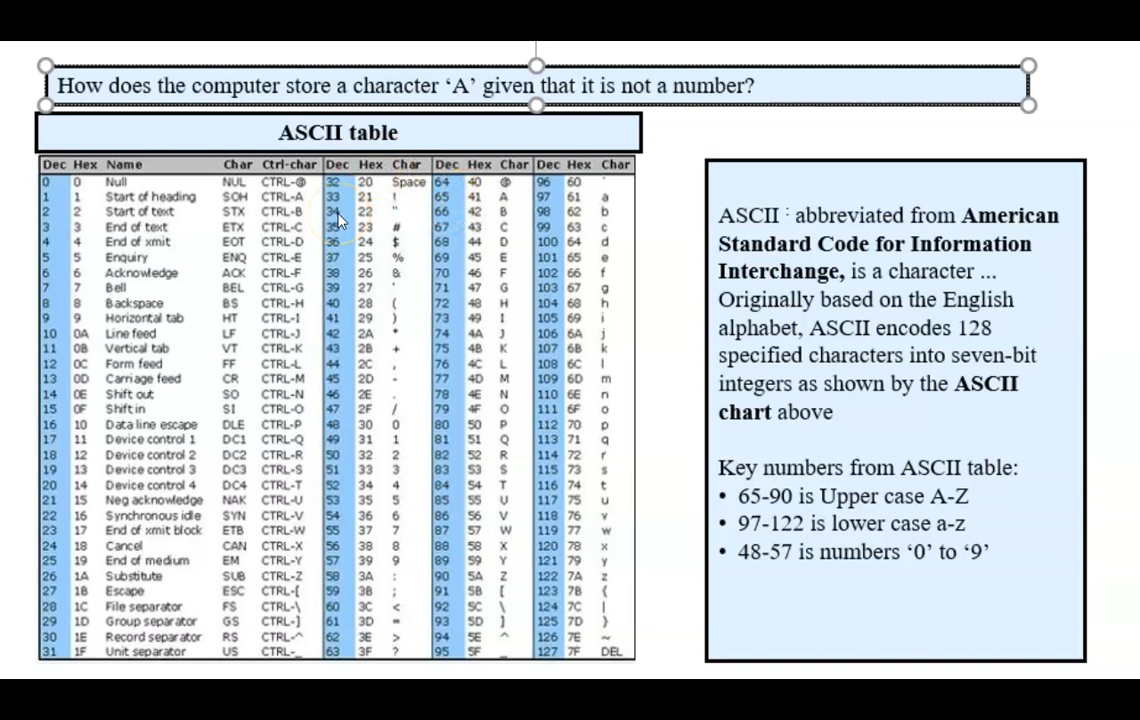 How does the computer store a character ‘A’ given that it is not a number?
ASCII table
Dec Hex Name Char Ctrl-char Dec Hex Char Dec Hex Char Dec Hex Char
0 0 Null NUL CTRL-@ 32 20 Space 64 40 @ 96 60 `
1 1 Start of heading SOH CTRL-A 33 21 ! 65 41 A 97 61 a
2 2 Start of text STX CTRL-B 34 22 " 66 42 B 98 62 b
3 3 End of text ETX CTRL-C 35 23 # 67 43 C 99 63 c
4 4 End of xmit EOT CTRL-D 36 24 $ 68 44 D 100 64 d
5 5 Enquiry ENQ CTRL-E 37 25 % 69 45 E 101 65 e
6 6 Acknowledge ACK CTRL-F 38 26 & 70 46 F 102 66 f
7 7 Bell BEL CTRL-G 39 27 ' 71 47 G 103 67 g
8 8 Backspace BS CTRL-H 40 28 ( 72 48 H 104 68 h
9 9 Horizontal tab HT CTRL-I 41 29 ) 73 49 I 105 69 i
10 0A Line feed LF CTRL-J 42 2A * 74 4A J 106 6A j
11 0B Vertical tab VT CTRL-K 43 2B + 75 4B K 107 6B k
12 0C Form feed FF CTRL-L 44 2C , 76 4C L 108 6C l
13 0D Carriage feed CR CTRL-M 45 2D - 77 4D M 109 6D m
14 0E Shift out SO CTRL-N 46 2E . 78 4E N 110 6E n
15 0F Shift in SI CTRL-O 47 2F / 79 4F O 111 6F o
16 10 Data line escape DLE CTRL-P 48 30 0 80 50 P 112 70 p
17 11 Device control 1 DC1 CTRL-Q 49 31 1 81 51 Q 113 71 q
18 12 Device control 2 DC2 CTRL-R 50 32 2 82 52 R 114 72 r
19 13 Device control 3 DC3 CTRL-S 51 33 3 83 53 S 115 73 s
20 14 Device control 4 DC4 CTRL-T 52 34 4 84 54 T 116 74 t
21 15 Neg acknowledge NAK CTRL-U 53 35 5 85 55 U 117 75 u
22 16 Synchronous idle SYN CTRL-V 54 36 6 86 56 V 118 76 v
23 17 End of xmit block ETB CTRL-W 55 37 7 87 57 W 119 77 w
24 18 Cancel CAN CTRL-X 56 38 8 88 58 X 120 78 x
25 19 End of medium EM CTRL-Y 57 39 9 89 59 Y 121 79 y
26 1A Substitute SUB CTRL-Z 58 3A : 90 5A Z 122 7A z
27 1B Escape ESC CTRL-[ 59 3B ; 91 5B [ 123 7B {
28 1C File separator FS CTRL-\ 60 3C < 92 5C \ 124 7C |
29 1D Group separator GS CTRL-] 61 3D = 93 5D ] 125 7D }
30 1E Record separator RS CTRL-^ 62 3E > 94 5E ^ 126 7E ~
31 1F Unit separator US CTRL-_ 63 3F ? 95 5F _ 127 7F DEL
ASCII : abbreviated from American
Standard Code for Information
Interchange, is a character ...
Originally based on the English
alphabet, ASCII encodes 128
specified characters into seven-bit
integers as shown by the ASCII
chart above
Key numbers from ASCII table:
• 65-90 is Upper case A-Z
• 97-122 is lower case a-z
• 48-57 is numbers ‘0’ to ‘9’